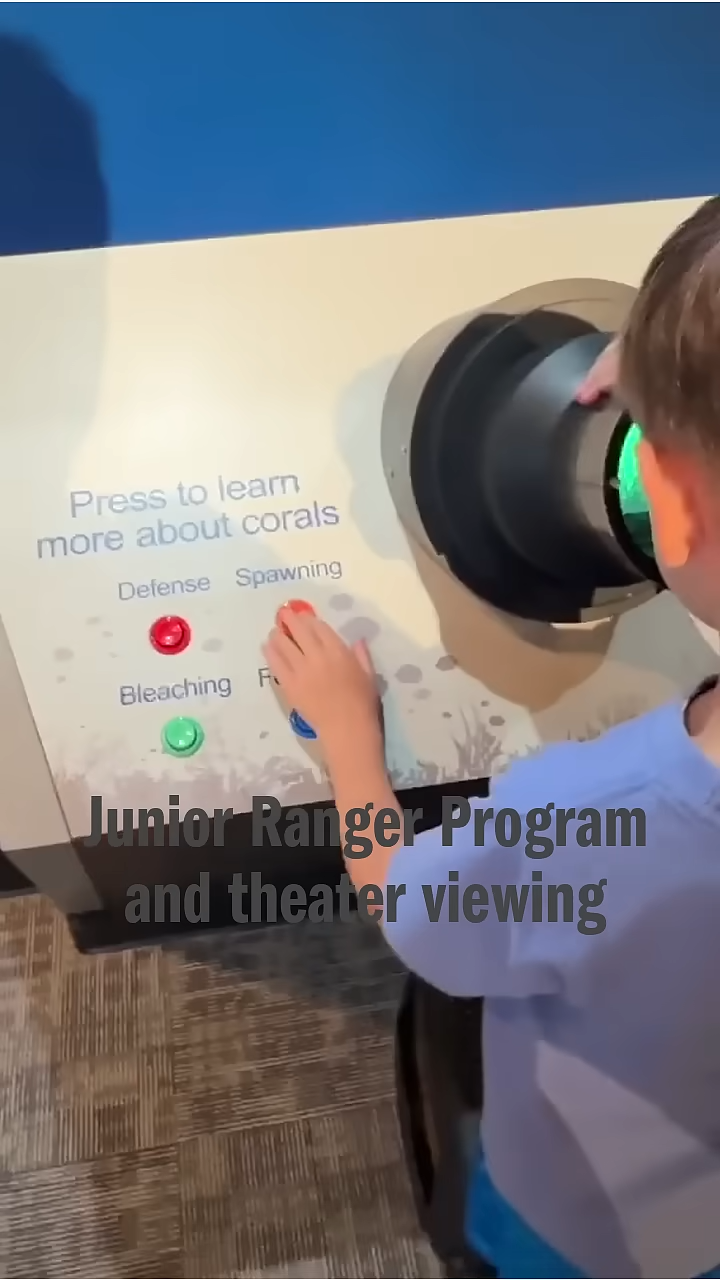 Press to learn
more about corals
Defense Spawning
Bleaching
Junior Ranger Program
and theater viewing